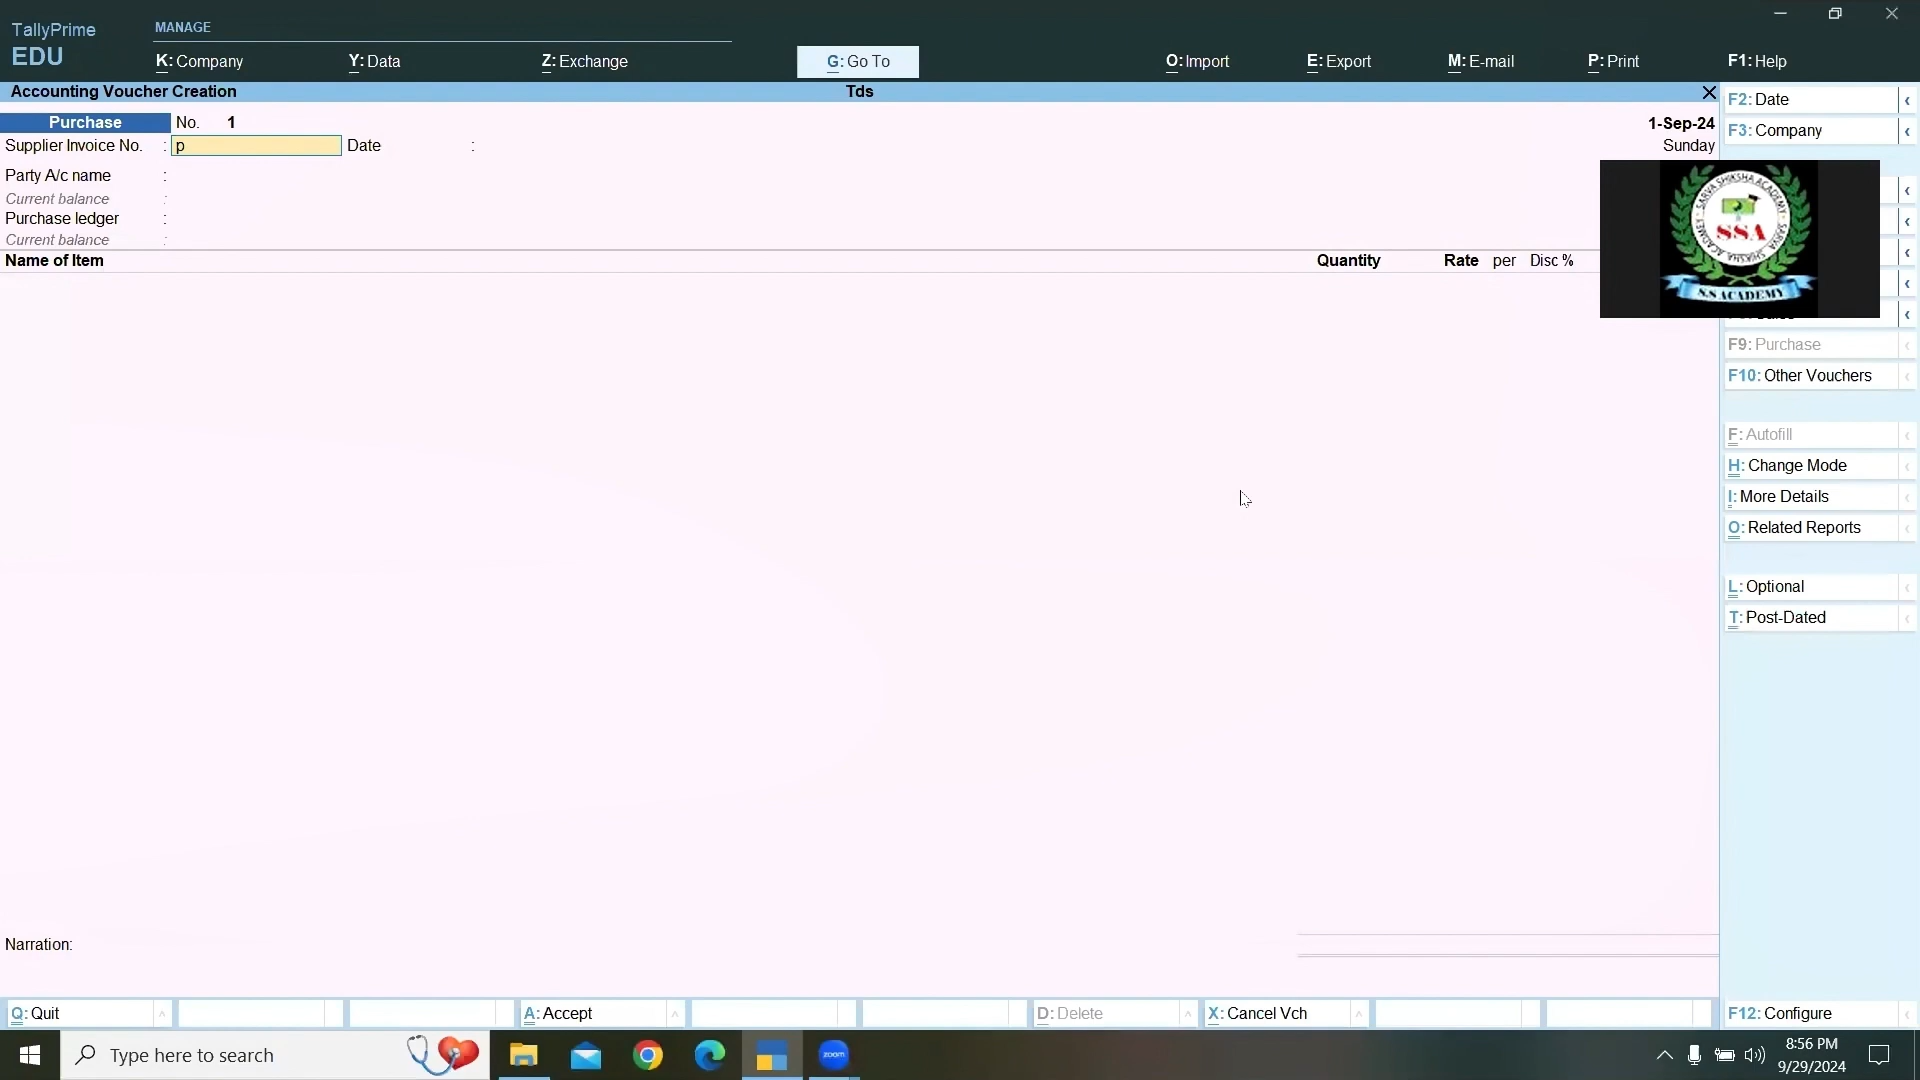 TallyPrime
EDU
MANAGE
K: Company
Y: Data
Z: Exchange
G: Go To
O: Import
E: Export
M: E-mail
P: Print
F1: Help
Accounting Voucher Creation
Tds
Purchase No. 1
1-Sep-24
Supplier Invoice No. : p Date :
Sunday
Party A/c name :
Current balance :
Purchase ledger :
Current balance :
Name of Item Quantity Rate per Disc %
Narration:
F2: Date
F3: Company
SARVA SHIKSHA ACADEMY
SSA
S.S ACADEMY
F9: Purchase
F10: Other Vouchers
F: Autofill
H: Change Mode
I: More Details
O: Related Reports
L: Optional
T: Post-Dated
F12: Configure
Q: Quit
A: Accept
D: Delete
X: Cancel Vch
Type here to search
zoom
8:56 PM
9/29/2024